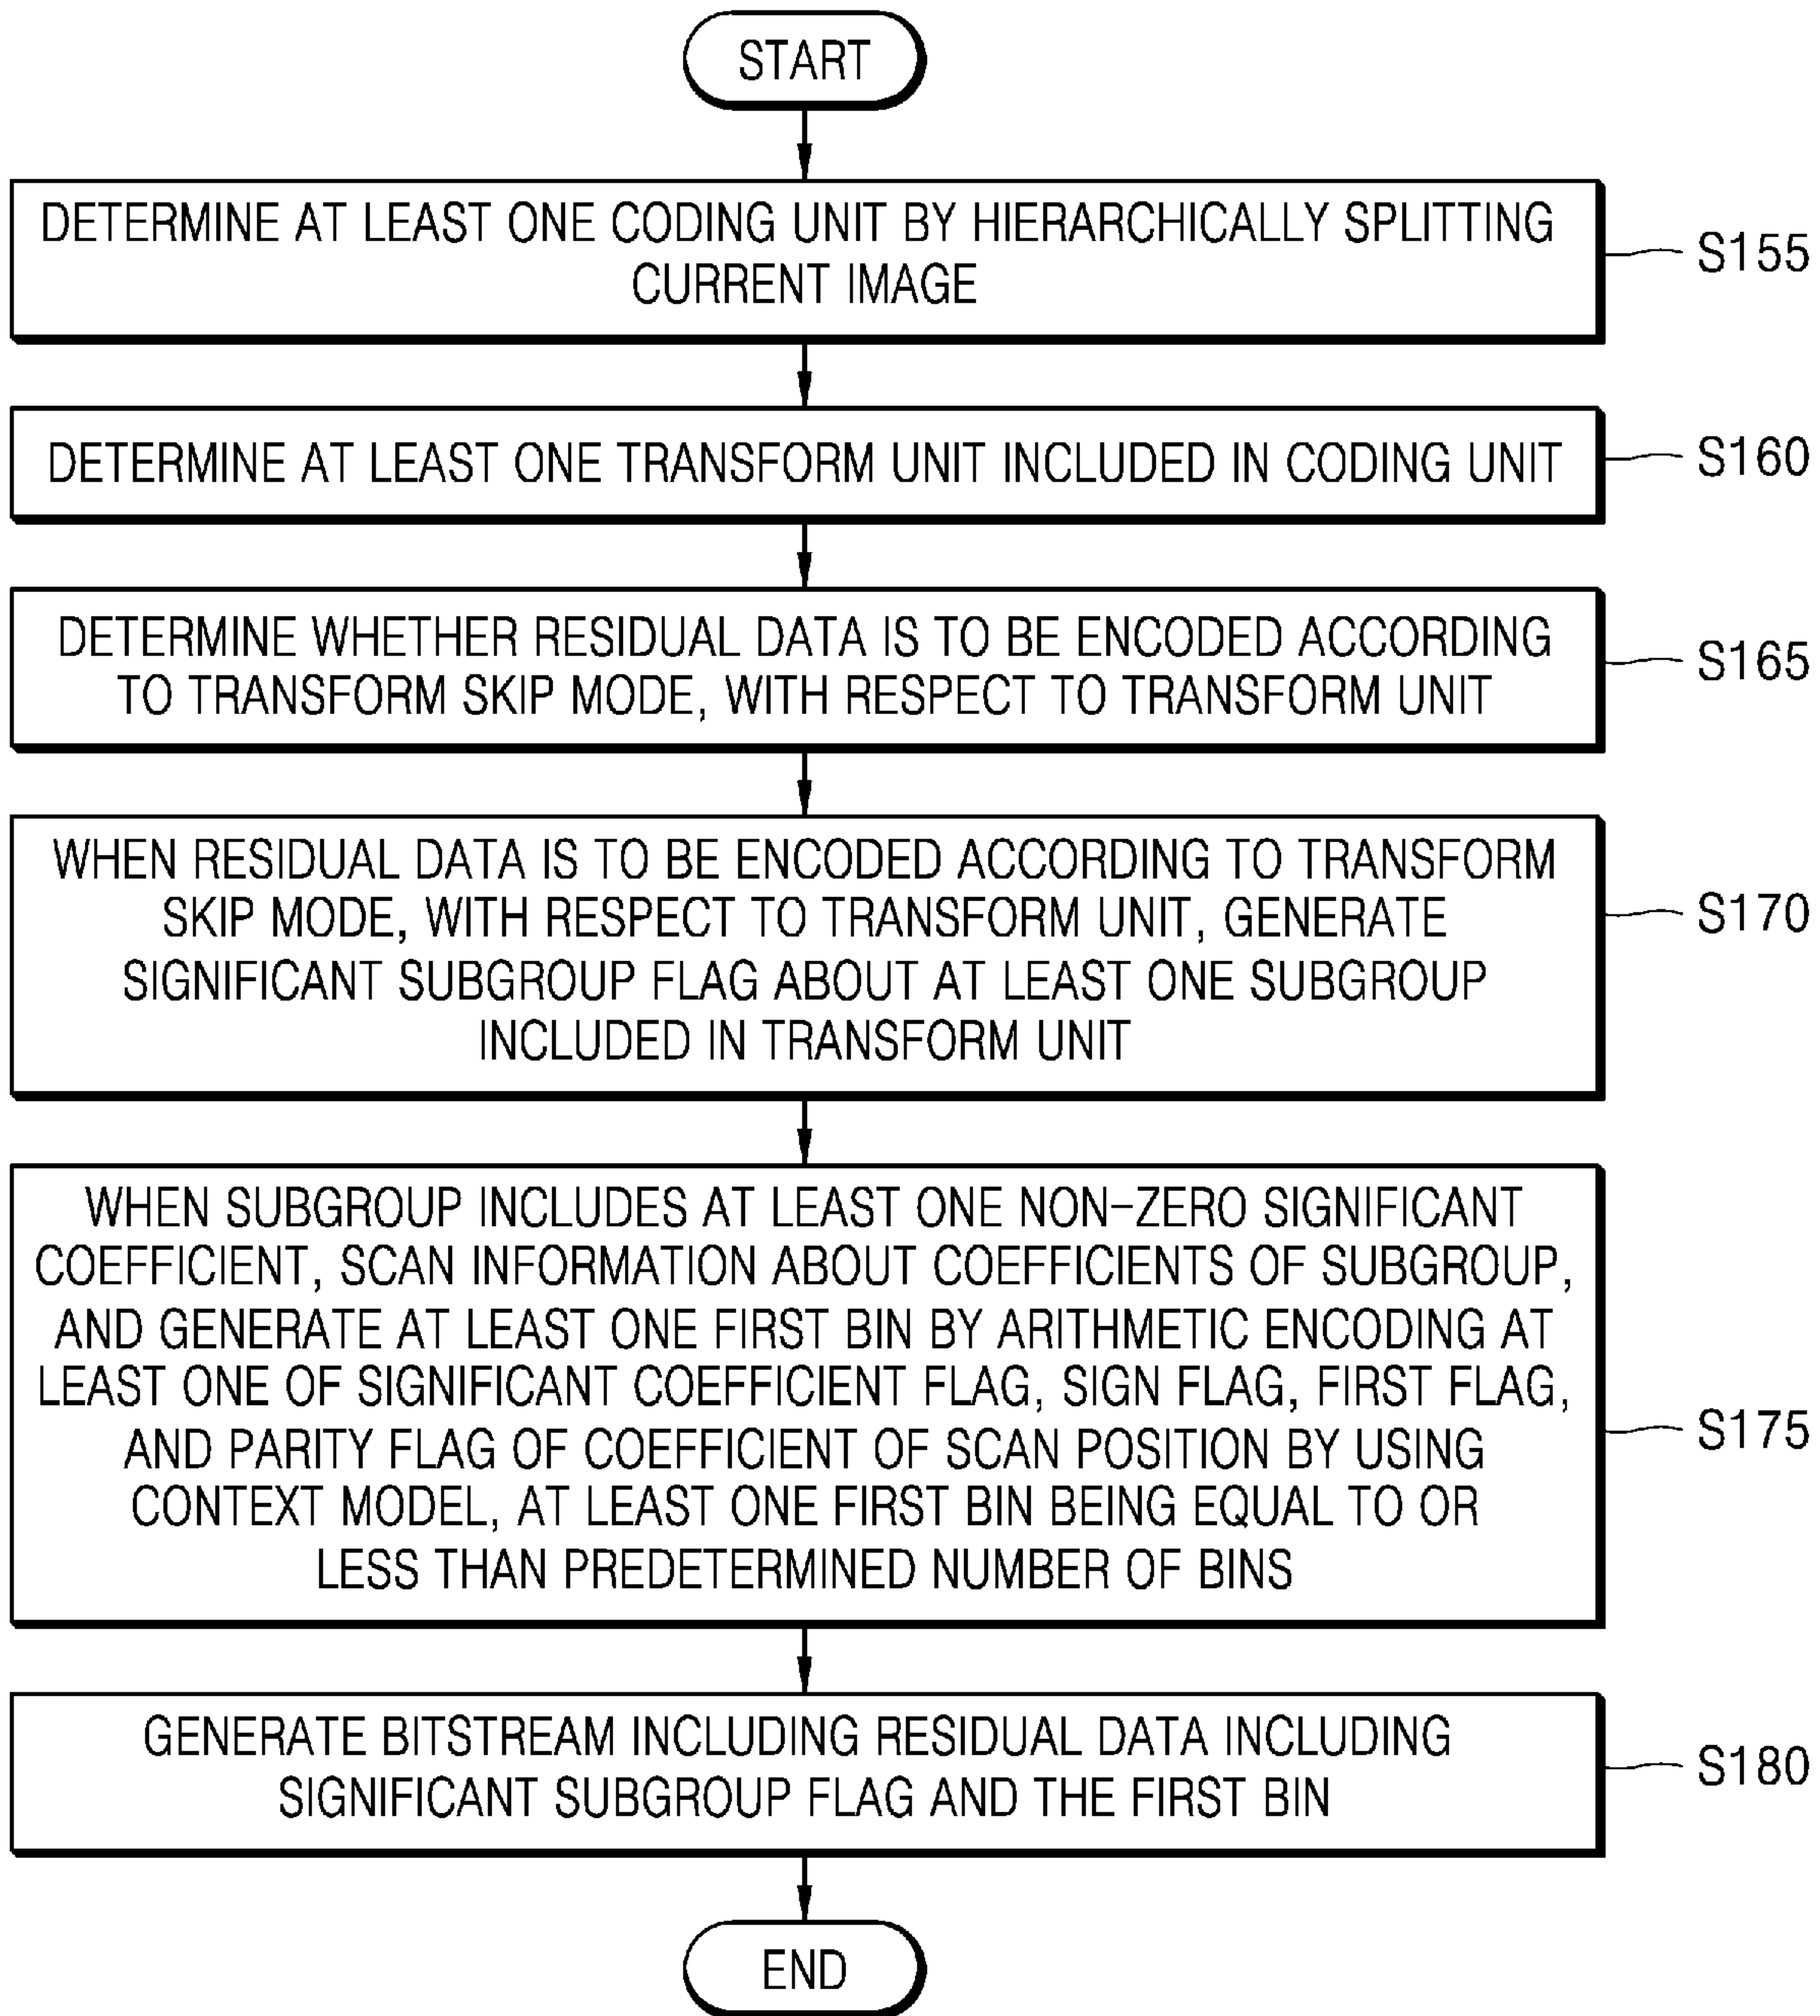 START
DETERMINE AT LEAST ONE CODING UNIT BY HIERARCHICALLY SPLITTING
CURRENT IMAGE
S155
DETERMINE AT LEAST ONE TRANSFORM UNIT INCLUDED IN CODING UNIT
S160
DETERMINE WHETHER RESIDUAL DATA IS TO BE ENCODED ACCORDING
TO TRANSFORM SKIP MODE, WITH RESPECT TO TRANSFORM UNIT
S165
WHEN RESIDUAL DATA IS TO BE ENCODED ACCORDING TO TRANSFORM
SKIP MODE, WITH RESPECT TO TRANSFORM UNIT, GENERATE
SIGNIFICANT SUBGROUP FLAG ABOUT AT LEAST ONE SUBGROUP
INCLUDED IN TRANSFORM UNIT
S170
WHEN SUBGROUP INCLUDES AT LEAST ONE NON-ZERO SIGNIFICANT
COEFFICIENT, SCAN INFORMATION ABOUT COEFFICIENTS OF SUBGROUP,
AND GENERATE AT LEAST ONE FIRST BIN BY ARITHMETIC ENCODING AT
LEAST ONE OF SIGNIFICANT COEFFICIENT FLAG, SIGN FLAG, FIRST FLAG,
AND PARITY FLAG OF COEFFICIENT OF SCAN POSITION BY USING
CONTEXT MODEL, AT LEAST ONE FIRST BIN BEING EQUAL TO OR
LESS THAN PREDETERMINED NUMBER OF BINS
S175
GENERATE BITSTREAM INCLUDING RESIDUAL DATA INCLUDING
SIGNIFICANT SUBGROUP FLAG AND THE FIRST BIN
S180
END